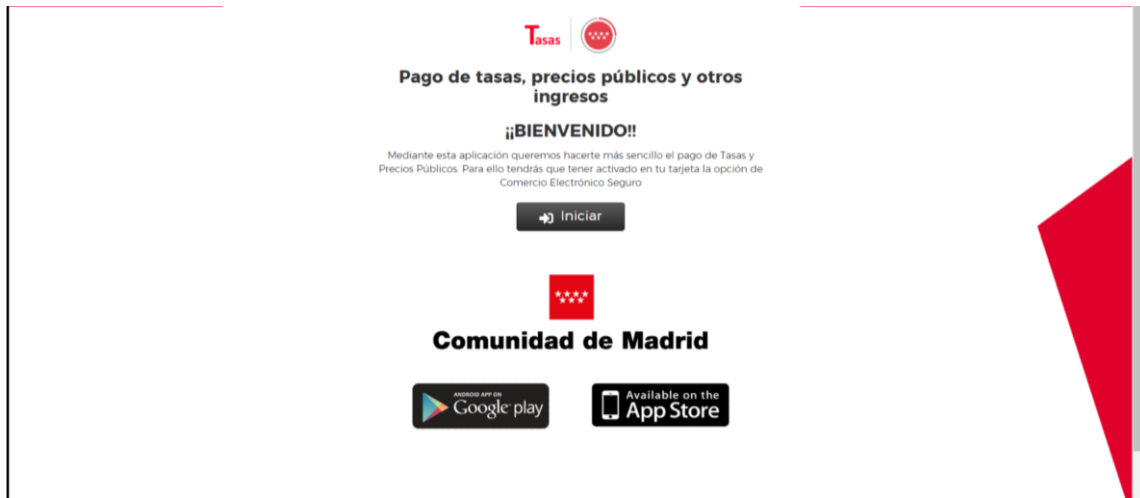 Tasas
Pago de tasas, precios públicos y otros
ingresos
¡¡BIENVENIDO!!
Mediante esta aplicación queremos hacerte más sencillo el pago de Tasas y
Precios Públicos. Para ello tendrás que tener activado en tu tarjeta la opción de
Comercio Electrónico Seguro
Iniciar
Comunidad de Madrid
ANDROID APP ON
Google play
Available on the
App Store